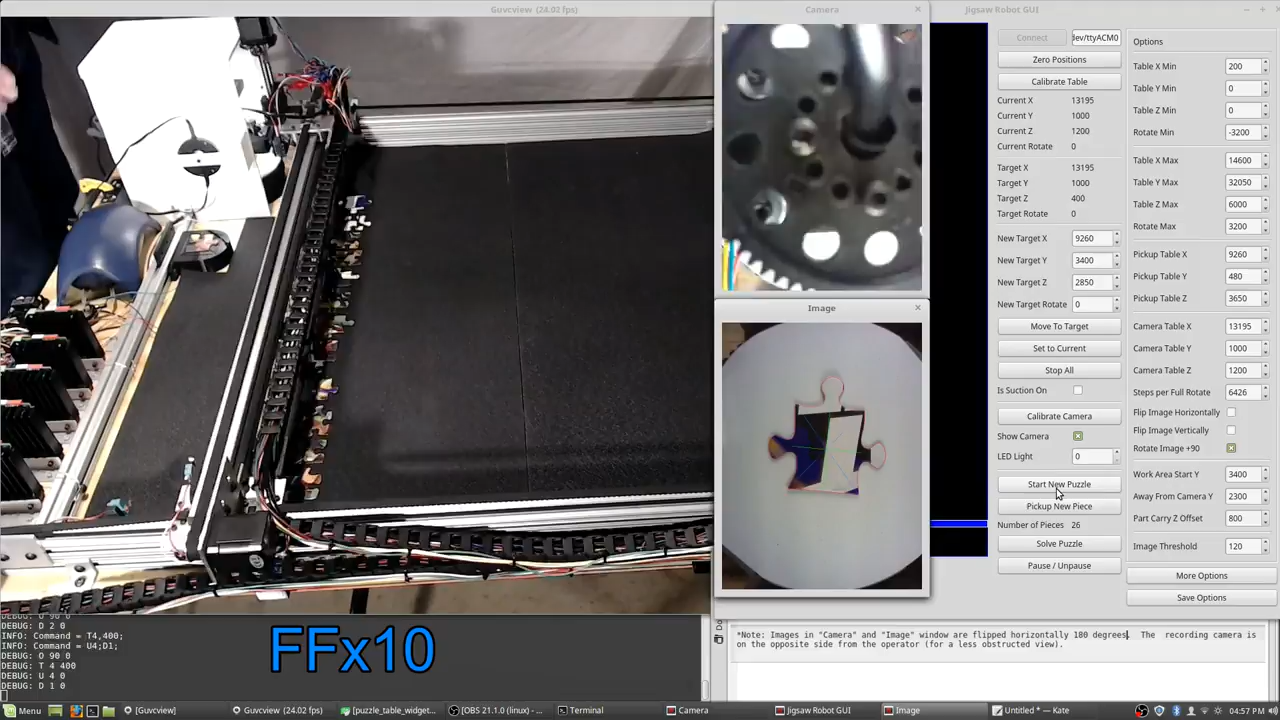 Guvcview (24.02 fps)
Camera
Jigsaw Robot GUI
Connect
dev/ttyACM0
Zero Positions
Calibrate Table
Current X 13195
Current Y 1000
Current Z 1200
Current Rotate 0
Target X 13195
Target Y 1000
Target Z 400
Target Rotate 0
New Target X 9260
New Target Y 3400
New Target Z 2850
New Target Rotate 0
Move To Target
Set to Current
Stop All
Is Suction On
Calibrate Camera
Show Camera
LED Light 0
Start New Puzzle
Pickup New Piece
Number of Pieces 26
Solve Puzzle
Pause / Unpause
Options
Table X Min 200
Table Y Min 0
Table Z Min 0
Rotate Min -3200
Table X Max 14600
Table Y Max 32050
Table Z Max 6000
Rotate Max 3200
Pickup Table X 9260
Pickup Table Y 480
Pickup Table Z 3650
Camera Table X 13195
Camera Table Y 1000
Camera Table Z 1200
Steps per Full Rotate 6426
Flip Image Horizontally
Flip Image Vertically
Rotate Image +90
Work Area Start Y 3400
Away From Camera Y 2300
Part Carry Z Offset 800
Image Threshold 120
More Options
Save Options
Image
DEBUG: D 2 0
INFO: Command = T4,400;
INFO: Command = U4;D1;
DEBUG: O 90 0
DEBUG: T 4 400
DEBUG: U 4 0
DEBUG: D 1 0
FFx10
*Note: Images in "Camera" and "Image" window are flipped horizontally 180 degrees. The recording camera is
on the opposite side from the operator (for a less obstructed view).
Menu
[Guvcview]
Guvcview (24.02 fps)
[puzzle_table_widget...
[OBS 21.1.0 (linux) - ...
Terminal
Camera
Jigsaw Robot GUI
Image
Untitled * — Kate
04:57 PM